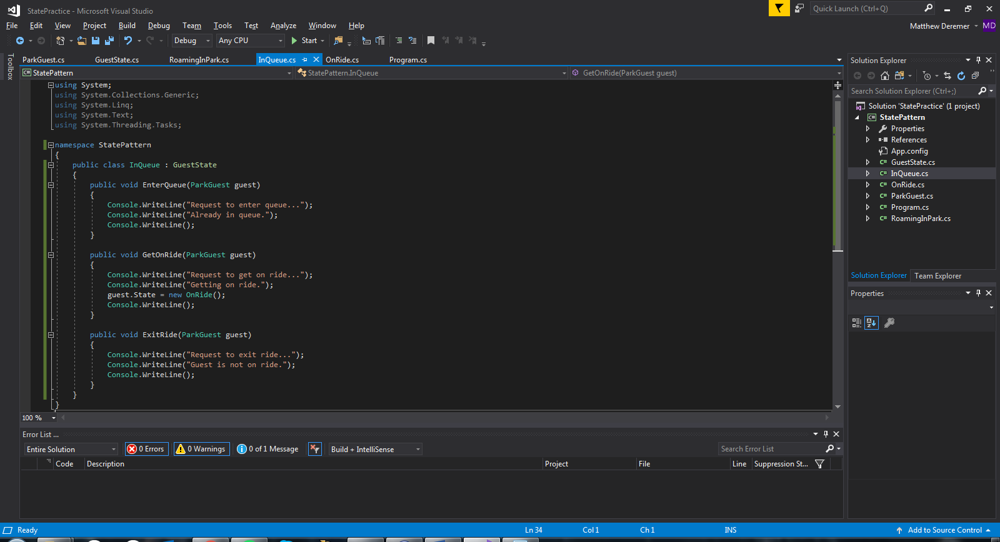 StatePractice - Microsoft Visual Studio
Quick Launch (Ctrl+Q)
File Edit View Project Build Debug Team Tools Test Analyze Window Help
Matthew Deremer MD
Debug Any CPU Start
Toolbox
ParkGuest.cs GuestState.cs RoamingInPark.cs InQueue.cs OnRide.cs Program.cs
C# StatePattern StatePattern.InQueue GetOnRide(ParkGuest guest)
using System;
using System.Collections.Generic;
using System.Linq;
using System.Text;
using System.Threading.Tasks;
namespace StatePattern
{
public class InQueue : GuestState
{
public void EnterQueue(ParkGuest guest)
{
Console.WriteLine("Request to enter queue...");
Console.WriteLine("Already in queue.");
Console.WriteLine();
}
public void GetOnRide(ParkGuest guest)
{
Console.WriteLine("Request to get on ride...");
Console.WriteLine("Getting on ride.");
guest.State = new OnRide();
Console.WriteLine();
}
public void ExitRide(ParkGuest guest)
{
Console.WriteLine("Request to exit ride...");
Console.WriteLine("Guest is not on ride.");
Console.WriteLine();
}
}
}
100 %
Solution Explorer
Search Solution Explorer (Ctrl+;)
Solution 'StatePractice' (1 project)
C# StatePattern
Properties
References
App.config
C# GuestState.cs
C# InQueue.cs
C# OnRide.cs
C# ParkGuest.cs
C# Program.cs
C# RoamingInPark.cs
Solution Explorer Team Explorer
Properties
Error List ...
Entire Solution 0 Errors 0 Warnings 0 of 1 Message Build + IntelliSense Search Error List
Code Description Project File Line Suppression St...
Ready Ln 34 Col 1 Ch 1 INS Add to Source Control